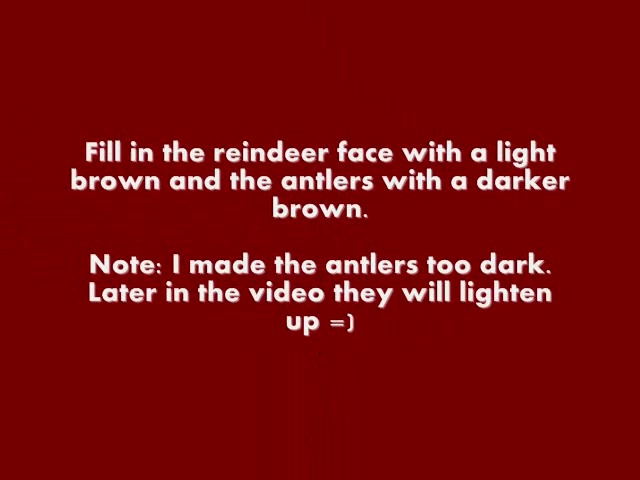 Fill in the reindeer face with a light
brown and the antlers with a darker
brown.
Note: I made the antlers too dark.
Later in the video they will lighten
up =)